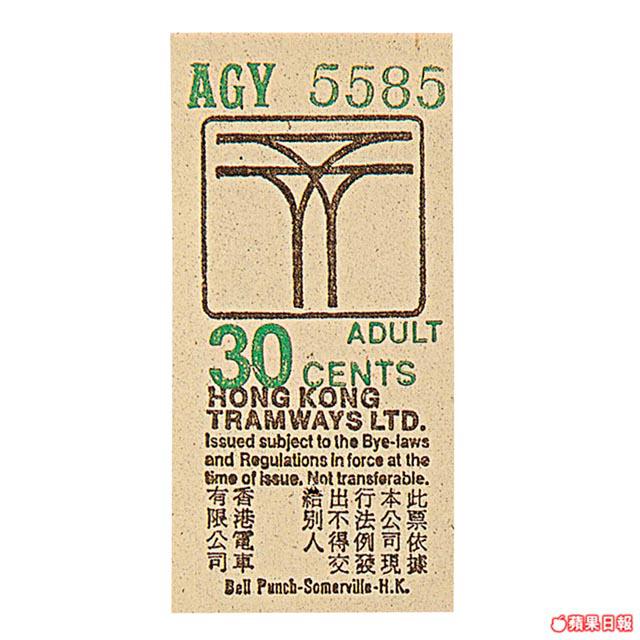 AGY 5585
ADULT
30 CENTS
HONG KONG
TRAMWAYS LTD.
Issued subject to the Bye-laws
and Regulations in force at the
time of issue. Not transferable.
此票依據
本公司現
行法例發
出不得交
給別人
香港電車
有限公司
Bell Punch-Somerville-H.K.
蘋果日報